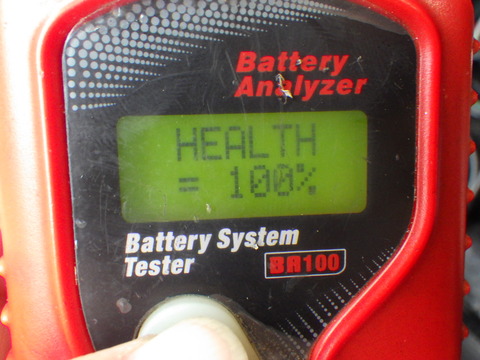 Battery
Analyzer
HEALTH
= 100%
Battery System
Tester
BA100